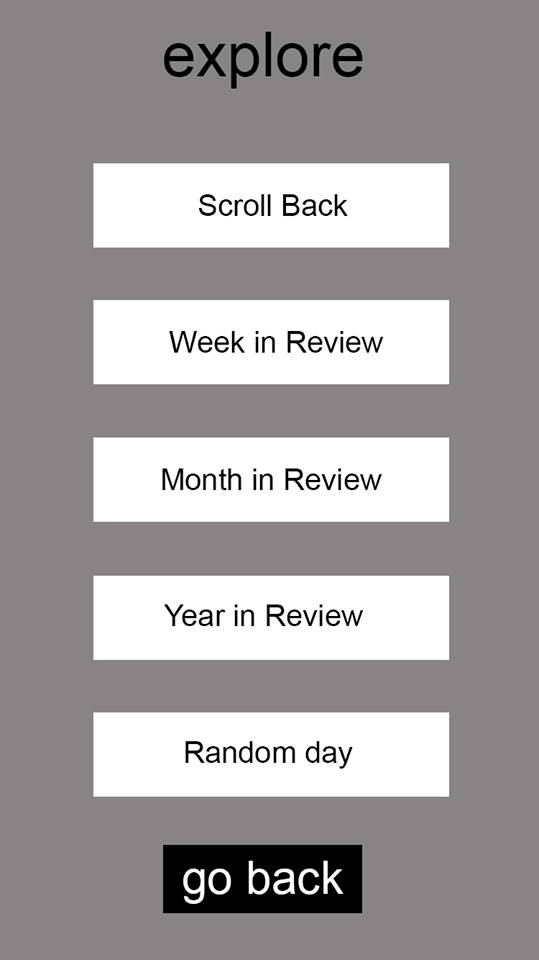 explore
Scroll Back
Week in Review
Month in Review
Year in Review
Random day
go back